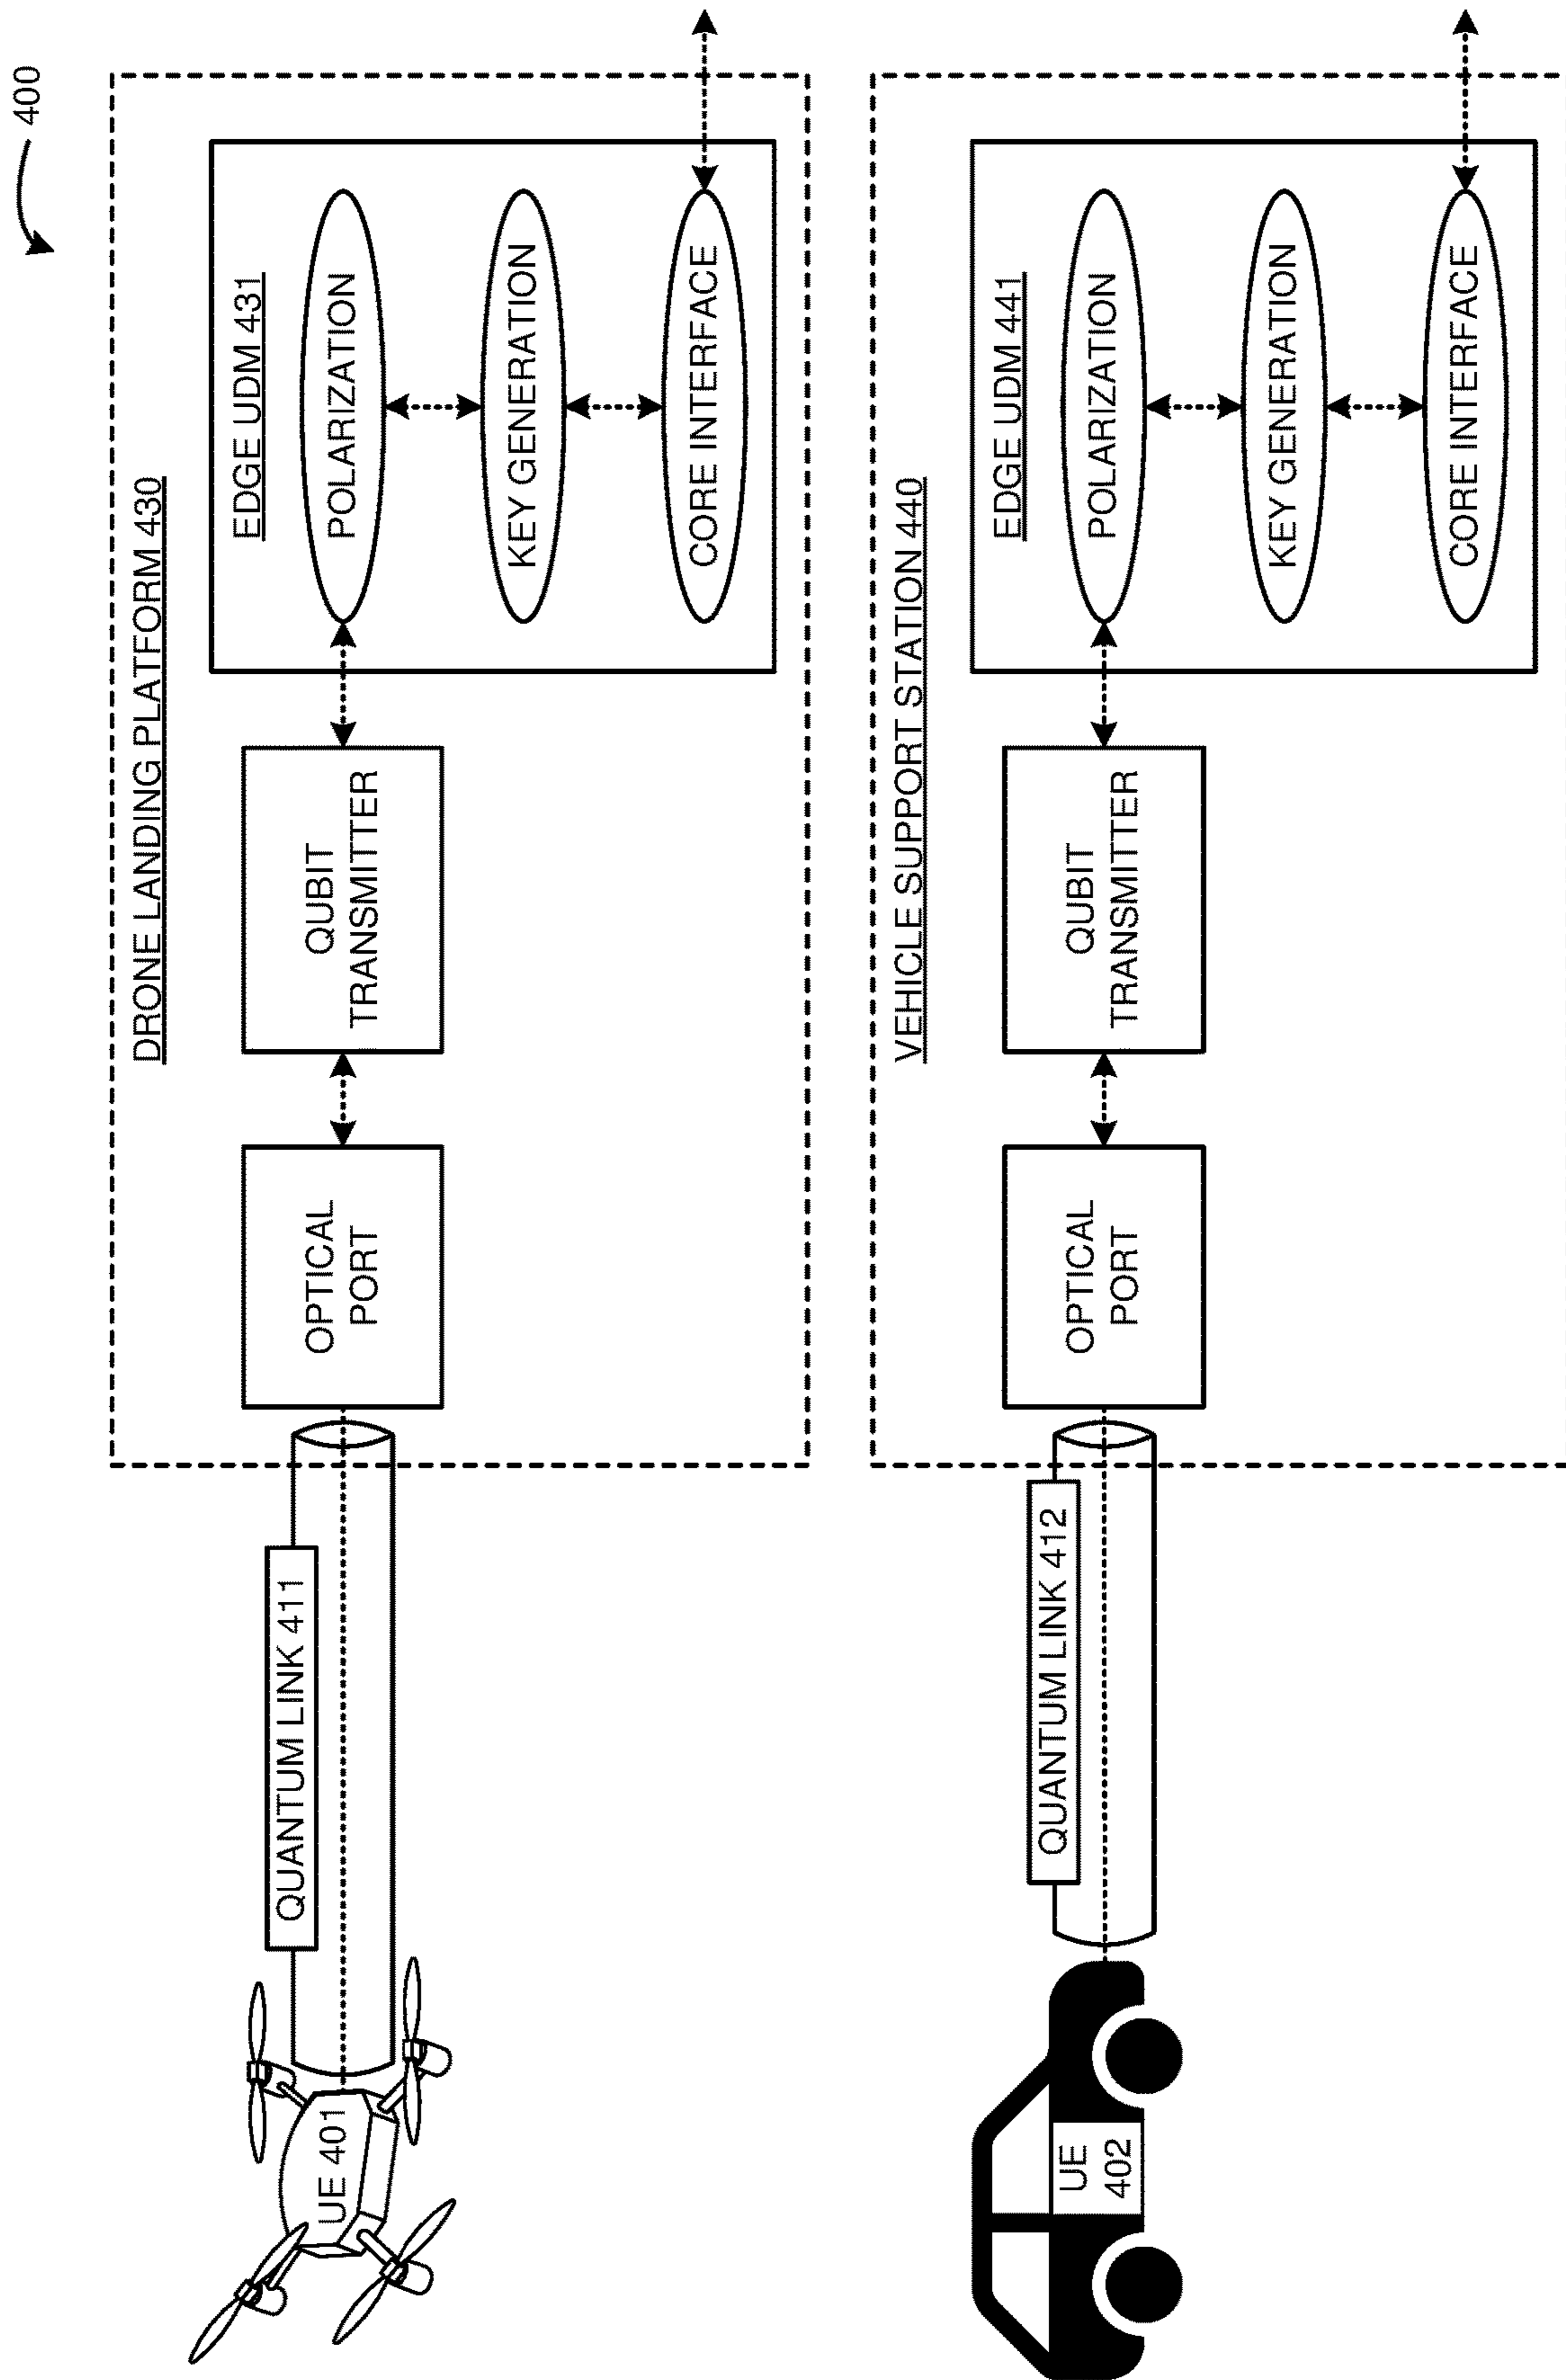 400
DRONE LANDING PLATFORM 430
EDGE UDM 431
UE 401
QUANTUM LINK 411
OPTICAL
PORT
QUBIT
TRANSMITTER
POLARIZATION
KEY GENERATION
CORE INTERFACE
VEHICLE SUPPORT STATION 440
EDGE UDM 441
UE
402
QUANTUM LINK 412
OPTICAL
PORT
QUBIT
TRANSMITTER
POLARIZATION
KEY GENERATION
CORE INTERFACE